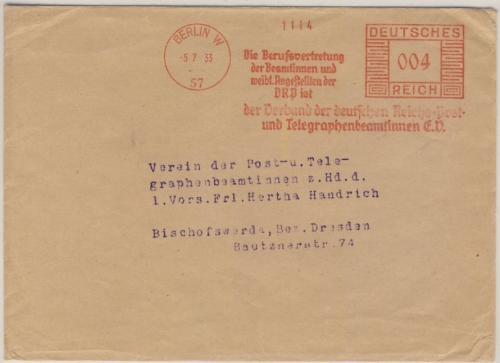 1114
BERLIN W
-5 7 33
57
Die Berufsvertretung
der Beamtinnen und
weibl. Angestellten der
DRP ist
der Verband der deutschen Reichs-Post-
und Telegraphenbeamtinnen E.V.
DEUTSCHES
004
REICH
Verein der Post-u.Tele-
graphenbeamtinnen z.Hd.d.
1.Vors.Frl.Hertha Handrich
Bischofswerda,Bez.Dresden
Bautznerstr.74